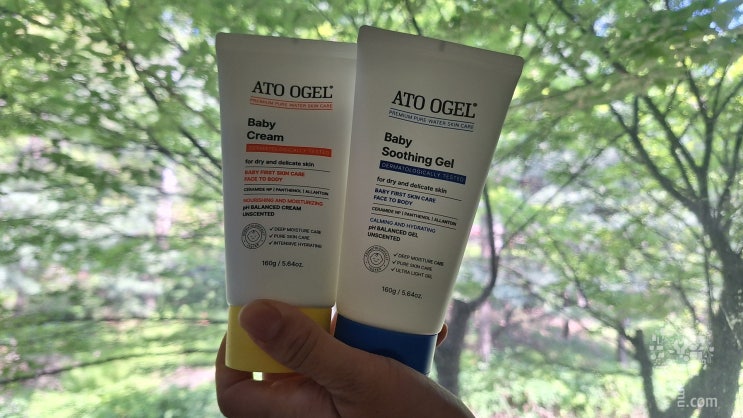 ATO OGEL®
PREMIUM PURE WATER SKIN CARE
Baby
Cream
DERMATOLOGICALLY TESTED
for dry and delicate skin
BABY FIRST SKIN CARE
FACE TO BODY
CERAMIDE NP | PANTHENOL | ALLANTOIN
NOURISHING AND MOISTURIZING
pH BALANCED CREAM
UNSCENTED
✓ DEEP MOISTURE CARE
✓ PURE SKIN CARE
✓ INTENSIVE HYDRATING
160g / 5.64oz.
ATO OGEL®
PREMIUM PURE WATER SKIN CARE
Baby
Soothing Gel
DERMATOLOGICALLY TESTED
for dry and delicate skin
BABY FIRST SKIN CARE
FACE TO BODY
CERAMIDE NP | PANTHENOL | ALLANTOIN
CALMING AND HYDRATING
pH BALANCED GEL
UNSCENTED
✓ DEEP MOISTURE CARE
✓ PURE SKIN CARE
✓ ULTRA LIGHT GEL
160g / 5.64oz.
.com